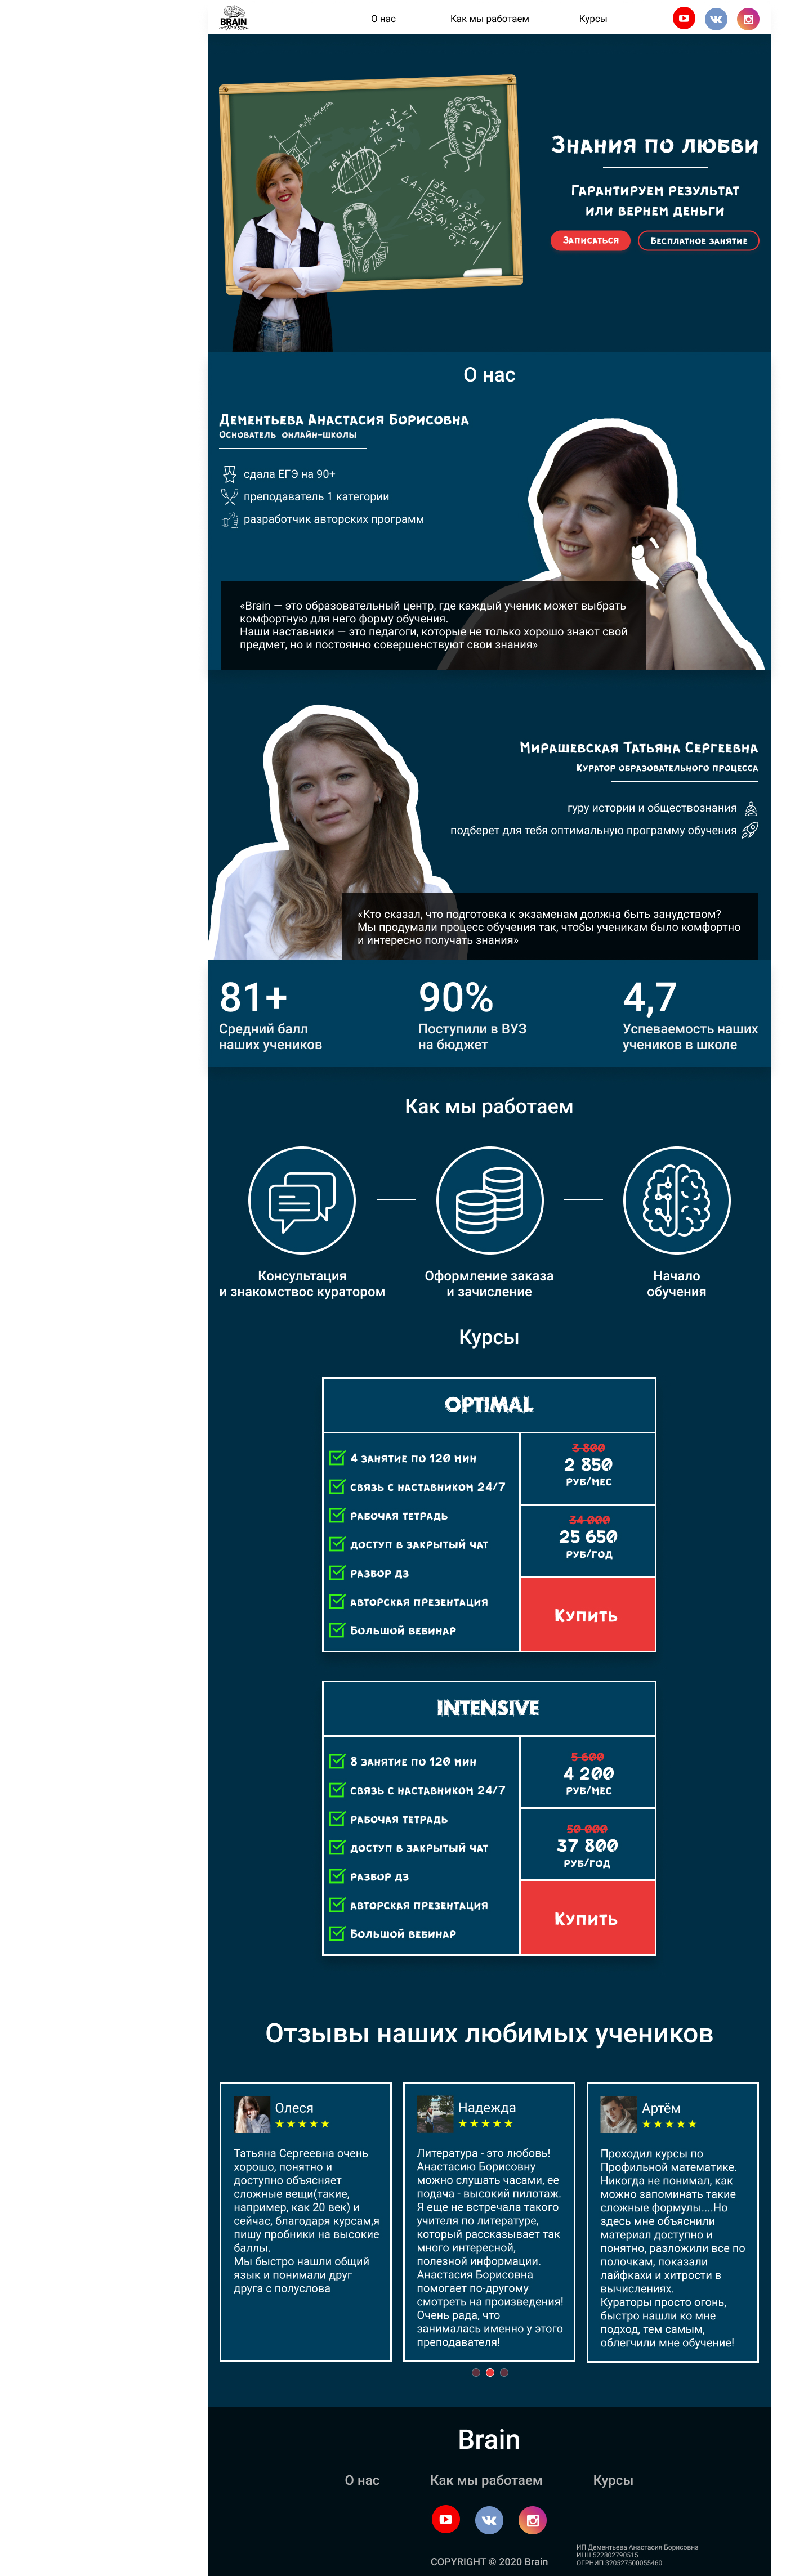 BRAIN
О нас
Как мы работаем
Курсы
Знания по любви
Гарантируем результат
или вернем деньги
Записаться
Бесплатное занятие
О нас
Дементьева Анастасия Борисовна
Основатель онлайн-школы
сдала ЕГЭ на 90+
преподаватель 1 категории
разработчик авторских программ
«Brain — это образовательный центр, где каждый ученик может выбрать
комфортную для него форму обучения.
Наши наставники — это педагоги, которые не только хорошо знают свой
предмет, но и постоянно совершенствуют свои знания»
Мирашевская Татьяна Сергеевна
Куратор образовательного процесса
гуру истории и обществознания
подберет для тебя оптимальную программу обучения
«Кто сказал, что подготовка к экзаменам должна быть занудством?
Мы продумали процесс обучения так, чтобы ученикам было комфортно
и интересно получать знания»
81+
Средний балл
наших учеников
90%
Поступили в ВУЗ
на бюджет
4,7
Успеваемость наших
учеников в школе
Как мы работаем
Консультация
и знакомствос куратором
Оформление заказа
и зачисление
Начало
обучения
Курсы
OPTIMAL
4 занятие по 120 мин
связь с наставником 24/7
рабочая тетрадь
доступ в закрытый чат
разбор дз
авторская презентация
Большой вебинар
3 800
2 850
руб/мес
34 000
25 650
руб/год
Купить
INTENSIVE
8 занятие по 120 мин
связь с наставником 24/7
рабочая тетрадь
доступ в закрытый чат
разбор дз
авторская презентация
Большой вебинар
5 600
4 200
руб/мес
50 000
37 800
руб/год
Купить
Отзывы наших любимых учеников
Олеся
Татьяна Сергеевна очень
хорошо, понятно и
доступно объясняет
сложные вещи(такие,
например, как 20 век) и
сейчас, благодаря курсам,я
пишу пробники на высокие
баллы.
Мы быстро нашли общий
язык и понимали друг
друга с полуслова
Надежда
Литература - это любовь!
Анастасию Борисовну
можно слушать часами, ее
подача - высокий пилотаж.
Я еще не встречала такого
учителя по литературе,
который рассказывает так
много интересной,
полезной информации.
Анастасия Борисовна
помогает по-другому
смотреть на произведения!
Очень рада, что
занималась именно у этого
преподавателя!
Артём
Проходил курсы по
Профильной математике.
Никогда не понимал, как
можно запоминать такие
сложные формулы....Но
здесь мне объяснили
материал доступно и
понятно, разложили все по
полочкам, показали
лайфхаки и хитрости в
вычислениях.
Кураторы просто огонь,
быстро нашли ко мне
подход, тем самым,
облегчили мне обучение!
Brain
О нас
Как мы работаем
Курсы
COPYRIGHT © 2020 Brain
ИП Дементьева Анастасия Борисовна
ИНН 522802790515
ОГРНИП 320527500055460